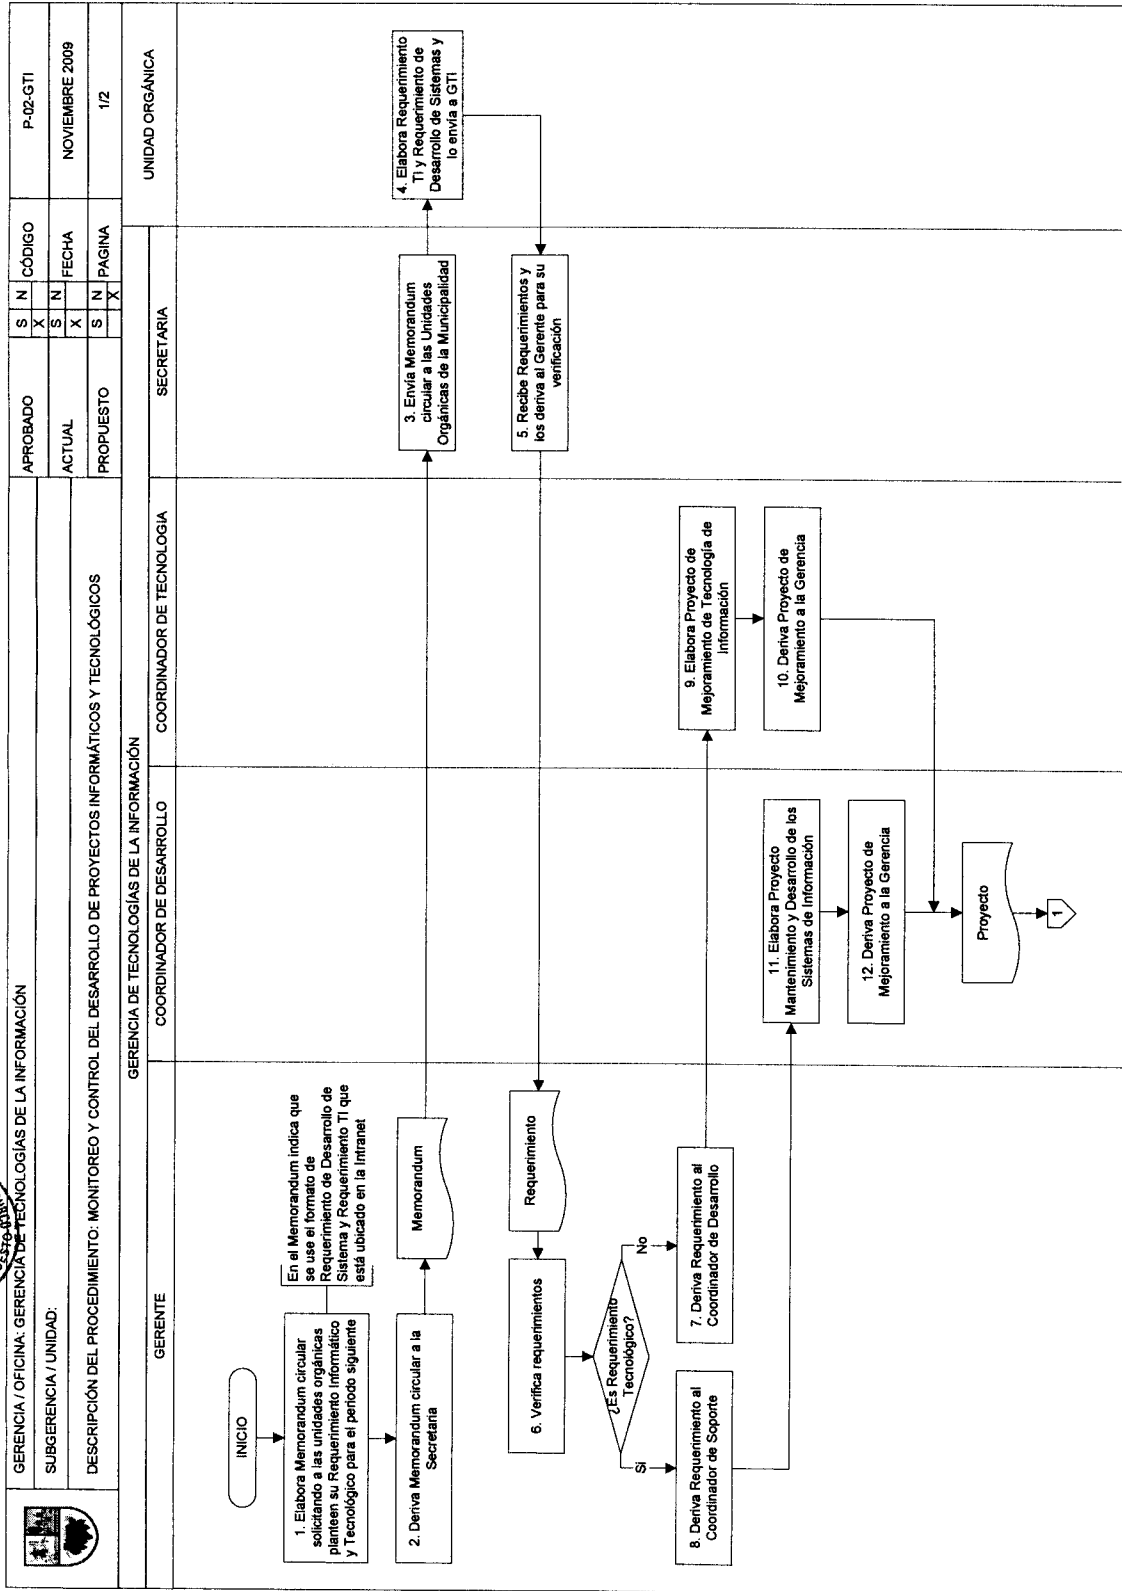 GERENCIA / OFICINA: GERENCIA DE TECNOLOGÍAS DE LA INFORMACIÓN
SUBGERENCIA / UNIDAD:
DESCRIPCIÓN DEL PROCEDIMIENTO: MONITOREO Y CONTROL DEL DESARROLLO DE PROYECTOS INFORMÁTICOS Y TECNOLÓGICOS
APROBADO
S N
X
CÓDIGO
P-02-GTI
ACTUAL
S N
X
FECHA
NOVIEMBRE 2009
PROPUESTO
S N
X
PAGINA
1/2
GERENCIA DE TECNOLOGÍAS DE LA INFORMACIÓN
UNIDAD ORGÁNICA
GERENTE
COORDINADOR DE DESARROLLO
COORDINADOR DE TECNOLOGIA
SECRETARIA
INICIO
1. Elabora Memorandum circular
solicitando a las unidades orgánicas
planteen su Requerimiento Informático
y Tecnológico para el periodo siguiente
En el Memorandum indica que
se use el formato de
Requerimiento de Desarrollo de
Sistema y Requerimiento TI que
está ubicado en la Intranet
2. Deriva Memorandum circular a la
Secretaria
Memorandum
3. Envía Memorandum
circular a las Unidades
Orgánicas de la Municipalidad
4. Elabora Requerimiento
TI y Requerimiento de
Desarrollo de Sistemas y
lo envía a GTI
5. Recibe Requerimientos y
los deriva al Gerente para su
verificación
Requerimiento
6. Verifica requerimientos
¿Es Requerimiento
Tecnológico?
Si
No
8. Deriva Requerimiento al
Coordinador de Soporte
7. Deriva Requerimiento al
Coordinador de Desarrollo
9. Elabora Proyecto de
Mejoramiento de Tecnología de
Información
10. Deriva Proyecto de
Mejoramiento a la Gerencia
11. Elabora Proyecto
Mantenimiento y Desarrollo de los
Sistemas de Información
12. Deriva Proyecto de
Mejoramiento a la Gerencia
Proyecto
1